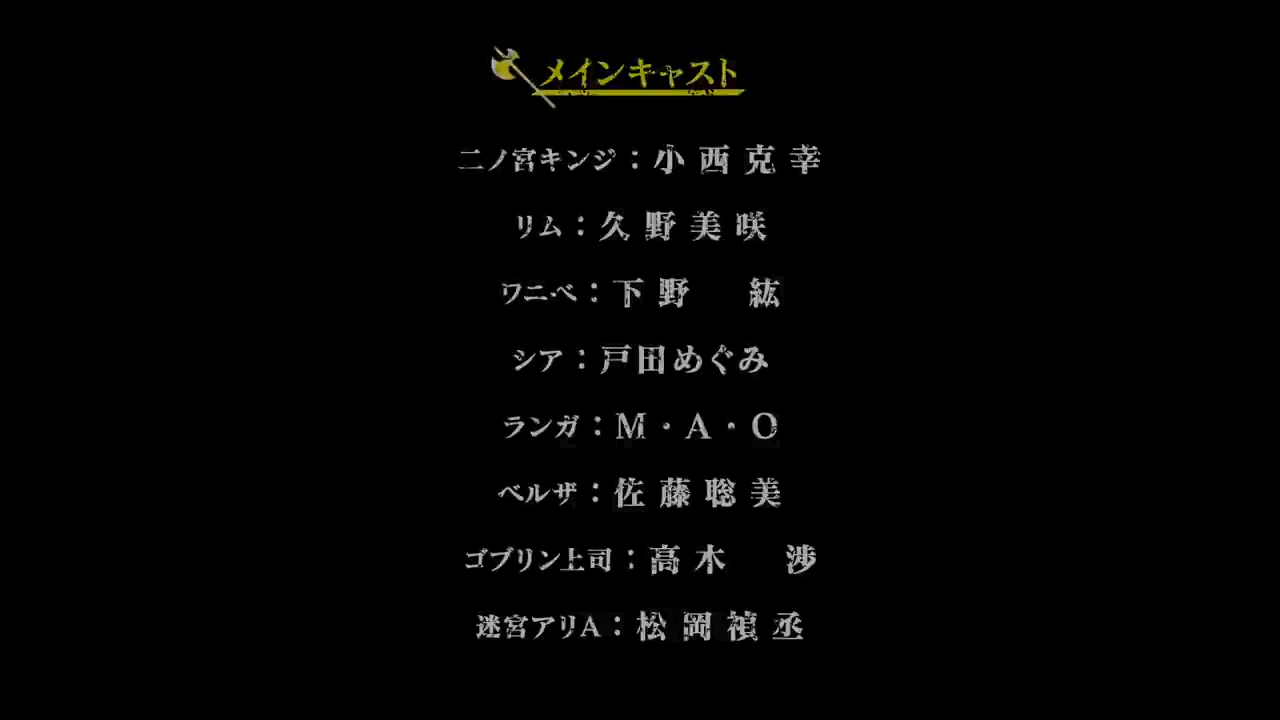 メインキャスト
二ノ宮キンジ：小西克幸
リム：久野美咲
ワニベ：下野　紘
シア：戸田めぐみ
ランガ：M・A・O
ベルザ：佐藤聡美
ゴブリン上司：高木　渉
迷宮アリA：松岡禎丞